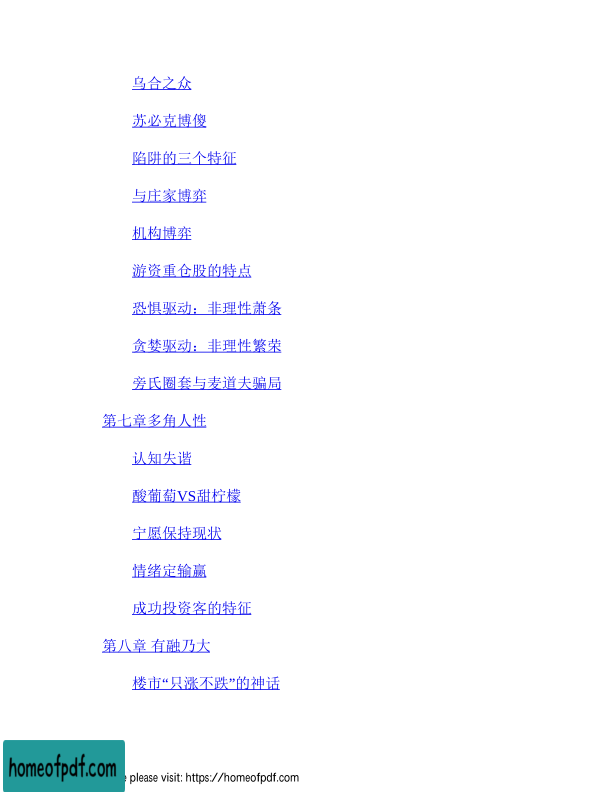 乌合之众
苏必克博傻
陷阱的三个特征
与庄家博弈
机构博弈
游资重仓股的特点
恐惧驱动：非理性萧条
贪婪驱动：非理性繁荣
旁氏圈套与麦道夫骗局
第七章多角人性
认知失谐
酸葡萄VS甜柠檬
宁愿保持现状
情绪定输赢
成功投资客的特征
第八章 有融乃大
楼市“只涨不跌”的神话
homeofpdf.com
please visit: https://homeofpdf.com